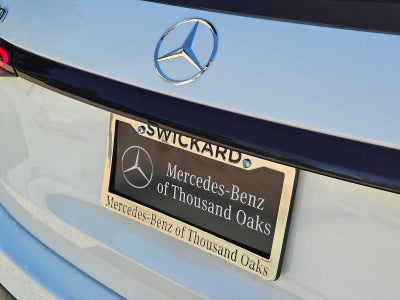 SWICKARD
Mercedes-Benz
of Thousand Oaks
Mercedes-Benz of Thousand Oaks